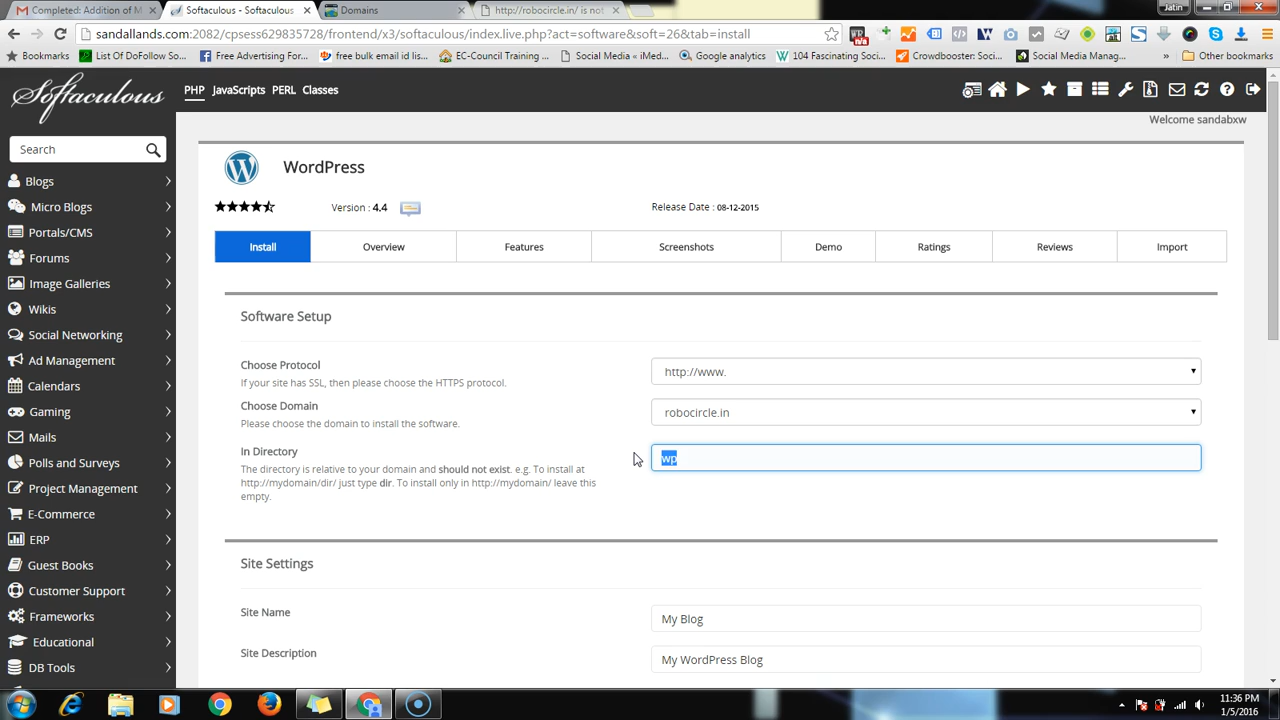 Completed: Addition of M
Softaculous - Softaculous
Domains
http://robocircle.in/ is not
Jatin
sandallands.com:2082/cpsess629835728/frontend/x3/softaculous/index.live.php?act=software&soft=26&tab=install
n/a
Bookmarks
List Of DoFollow So...
Free Advertising For...
free bulk email id lis...
EC-Council Training ...
Social Media « iMed...
Google analytics
104 Fascinating Soci...
Crowdbooster: Soci...
Social Media Manag...
»
Other bookmarks
Softaculous
PHP JavaScripts PERL Classes
Welcome sandabxw
Search
Blogs
Micro Blogs
Portals/CMS
Forums
Image Galleries
Wikis
Social Networking
Ad Management
Calendars
Gaming
Mails
Polls and Surveys
Project Management
E-Commerce
ERP
Guest Books
Customer Support
Frameworks
Educational
DB Tools
WordPress
Version : 4.4
Release Date : 08-12-2015
Install
Overview
Features
Screenshots
Demo
Ratings
Reviews
Import
Software Setup
Choose Protocol
If your site has SSL, then please choose the HTTPS protocol.
http://www.
Choose Domain
Please choose the domain to install the software.
robocircle.in
In Directory
The directory is relative to your domain and should not exist. e.g. To install at
http://mydomain/dir/ just type dir. To install only in http://mydomain/ leave this
empty.
wp
Site Settings
Site Name
My Blog
Site Description
My WordPress Blog
11:36 PM
1/5/2016